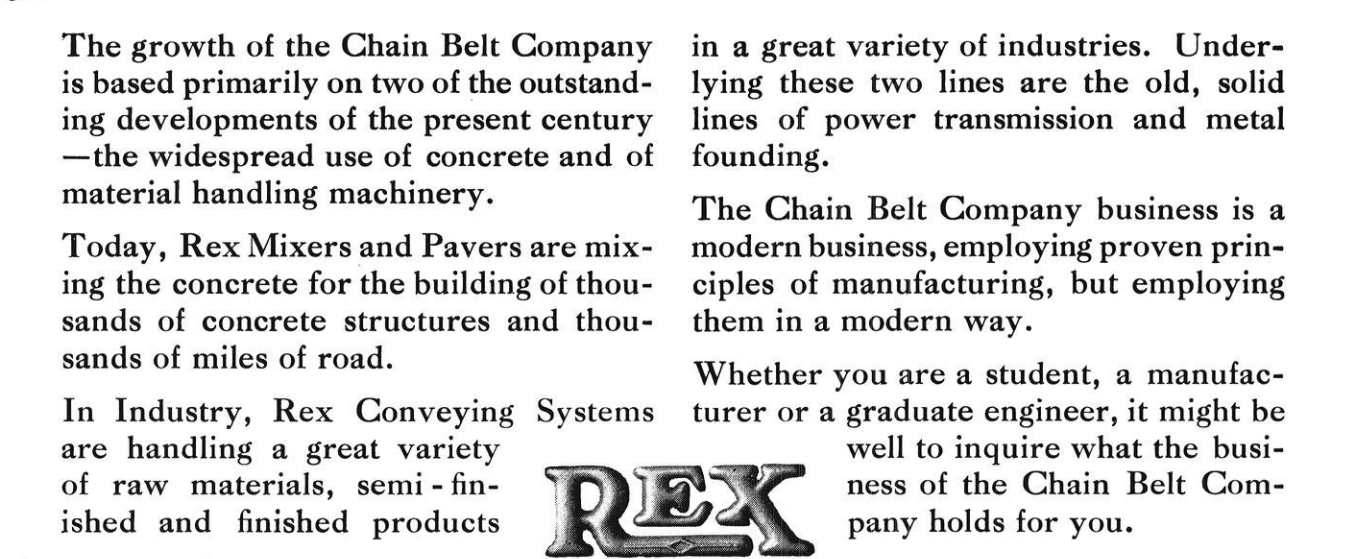 The growth of the Chain Belt Company
is based primarily on two of the outstand-
ing developments of the present century
—the widespread use of concrete and of
material handling machinery.
Today, Rex Mixers and Pavers are mix-
ing the concrete for the building of thou-
sands of concrete structures and thou-
sands of miles of road.
In Industry, Rex Conveying Systems
are handling a great variety
of raw materials, semi-fin-
ished and finished products
in a great variety of industries. Under-
lying these two lines are the old, solid
lines of power transmission and metal
founding.
The Chain Belt Company business is a
modern business, employing proven prin-
ciples of manufacturing, but employing
them in a modern way.
Whether you are a student, a manufac-
turer or a graduate engineer, it might be
well to inquire what the busi-
ness of the Chain Belt Com-
pany holds for you.
REX